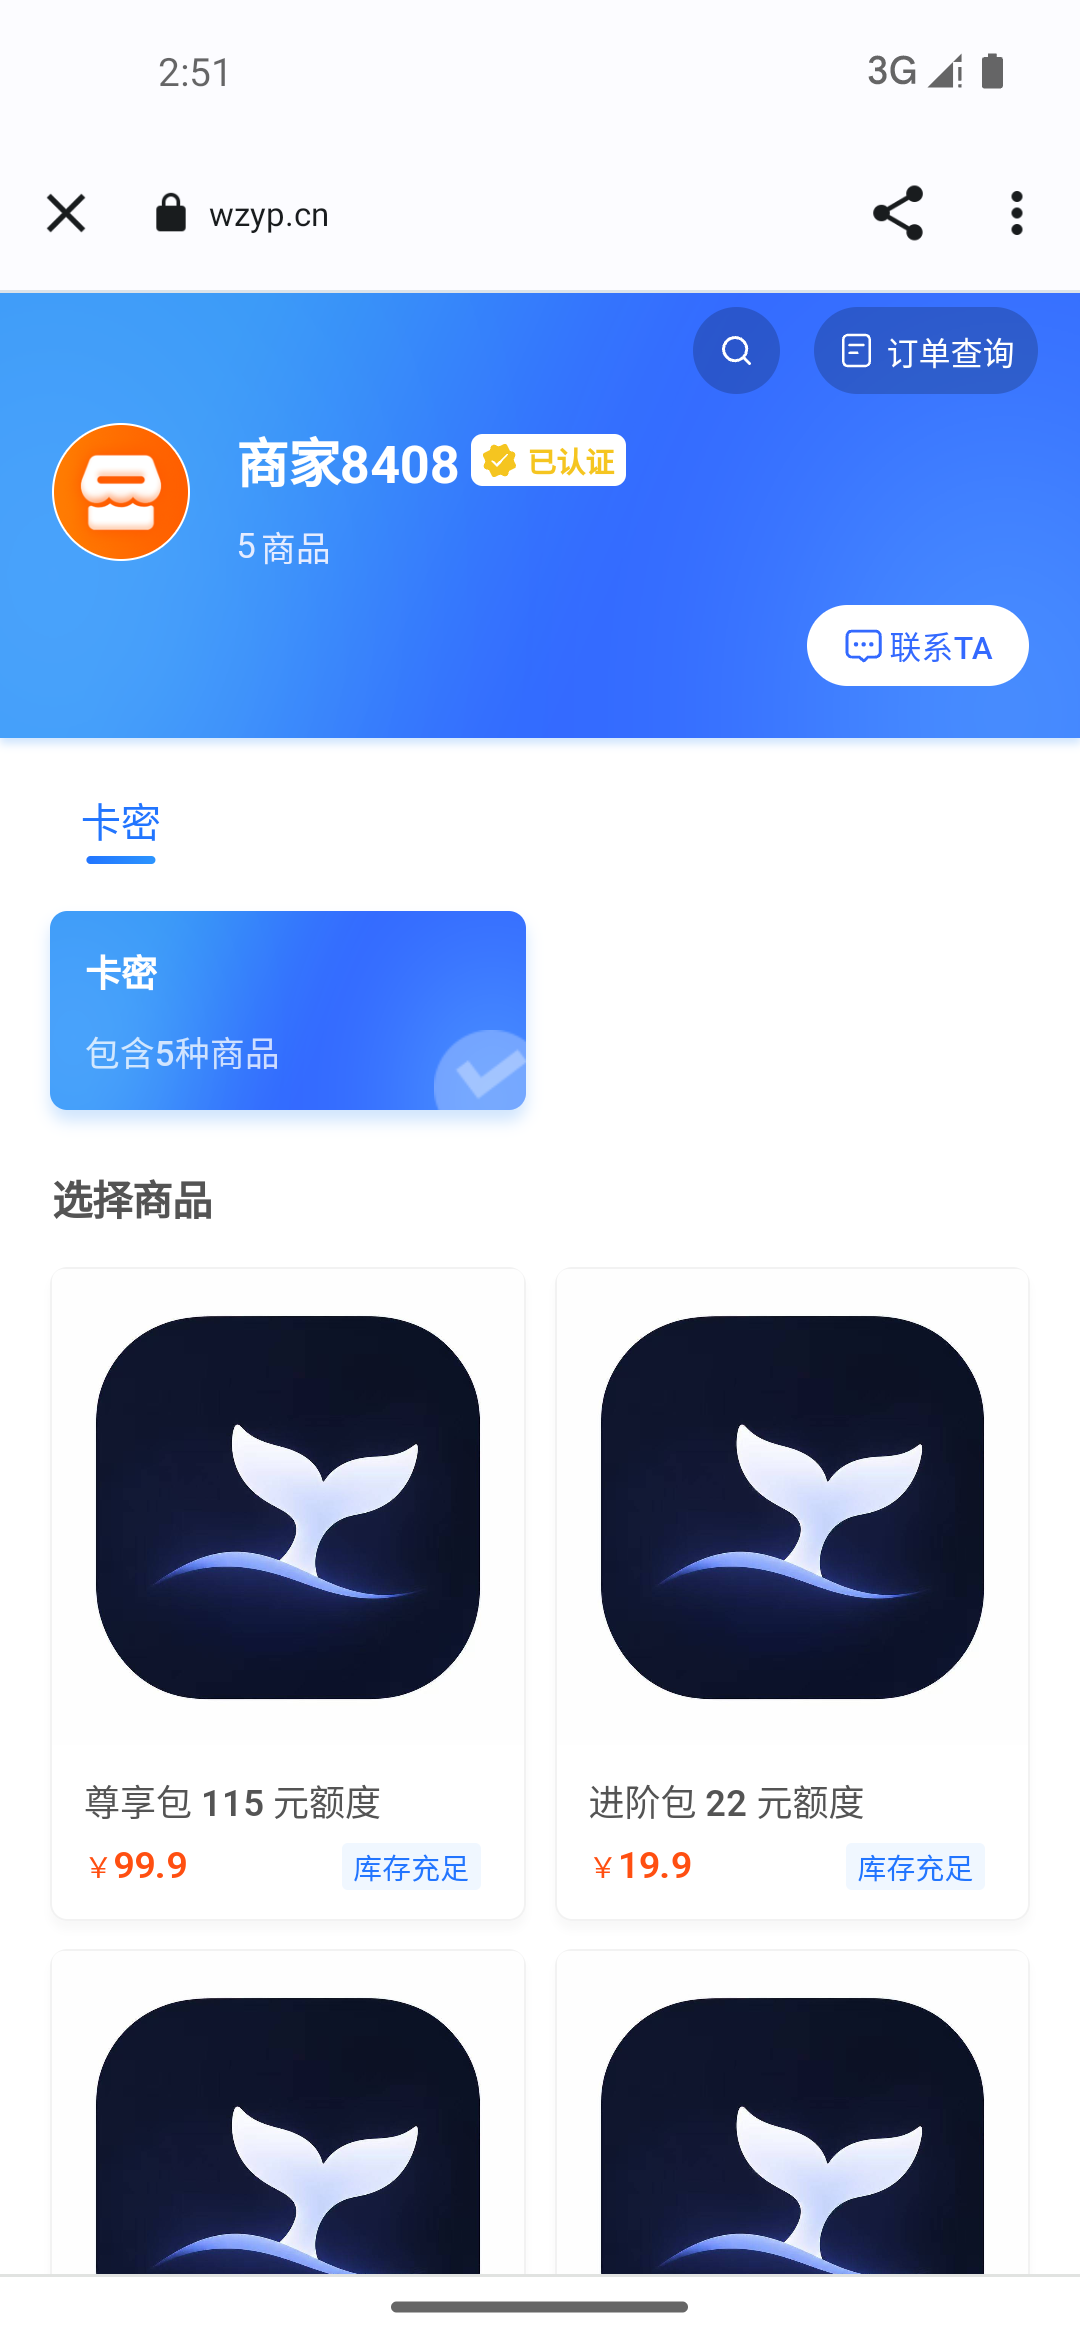 2:51
3G
wzyp.cn
订单查询
商家8408
已认证
5 商品
联系TA
卡密
卡密
包含5种商品
选择商品
尊享包 115 元额度
¥99.9
库存充足
进阶包 22 元额度
¥19.9
库存充足